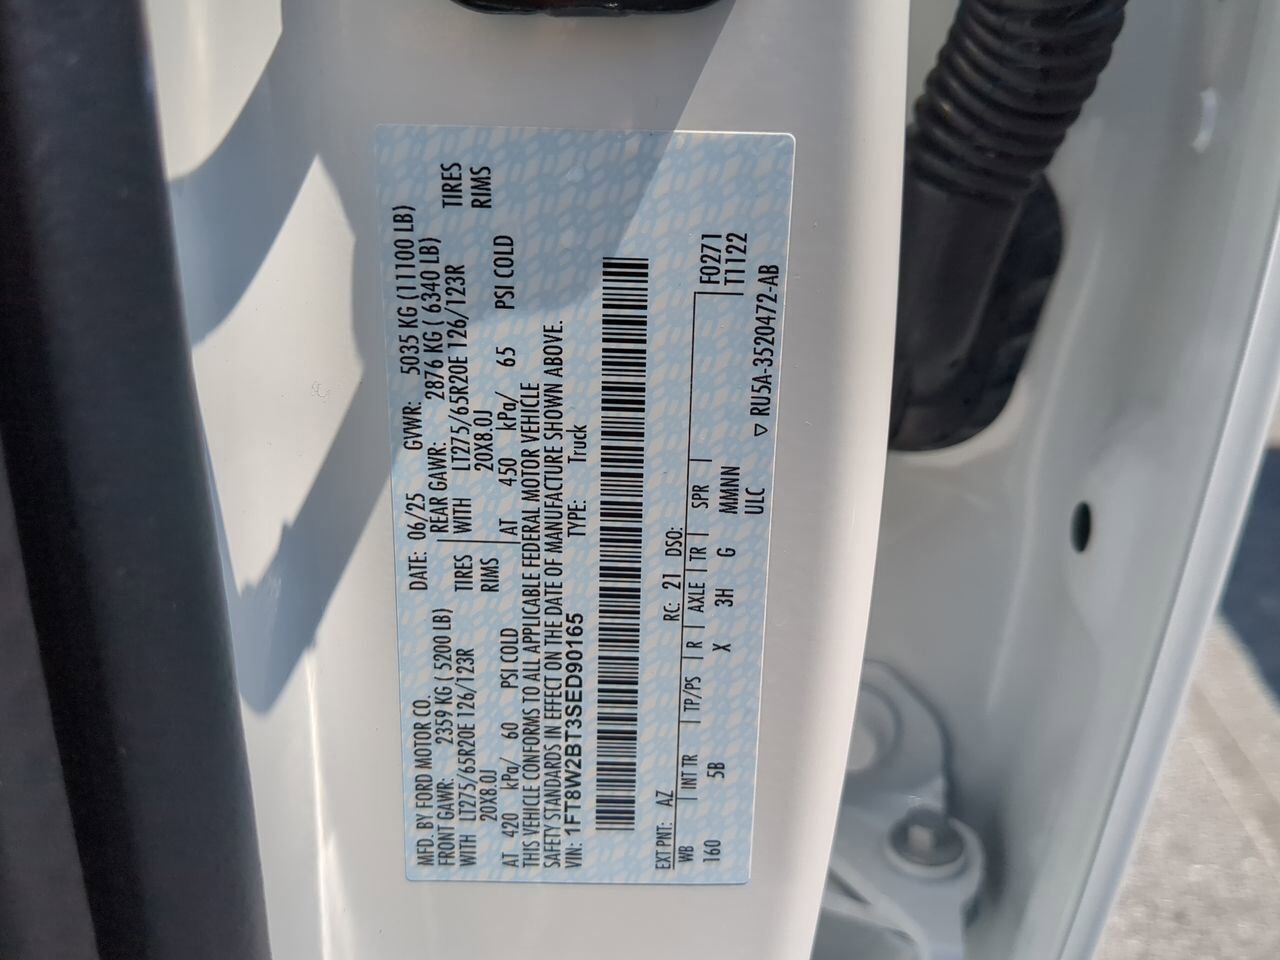 MFD. BY FORD MOTOR CO. DATE: 06/25 GVWR: 5035 KG (11100 LB)
FRONT GAWR: 2359 KG ( 5200 LB) REAR GAWR: 2876 KG ( 6340 LB)
WITH LT275/65R20E 126/123R TIRES WITH LT275/65R20E 126/123R TIRES
20X8.0J RIMS 20X8.0J RIMS
AT 420 kPa/ 60 PSI COLD AT 450 kPa/ 65 PSI COLD
THIS VEHICLE CONFORMS TO ALL APPLICABLE FEDERAL MOTOR VEHICLE
SAFETY STANDARDS IN EFFECT ON THE DATE OF MANUFACTURE SHOWN ABOVE.
VIN: 1FT8W2BT3SED90165 TYPE: Truck
EXT PNT: AZ RC: 21 DSO: F0271
WB INT TR TP/PS R AXLE TR SPR T1122
160 5B X 3H G MMNN
ULC ▽ RU5A-3520472-AB